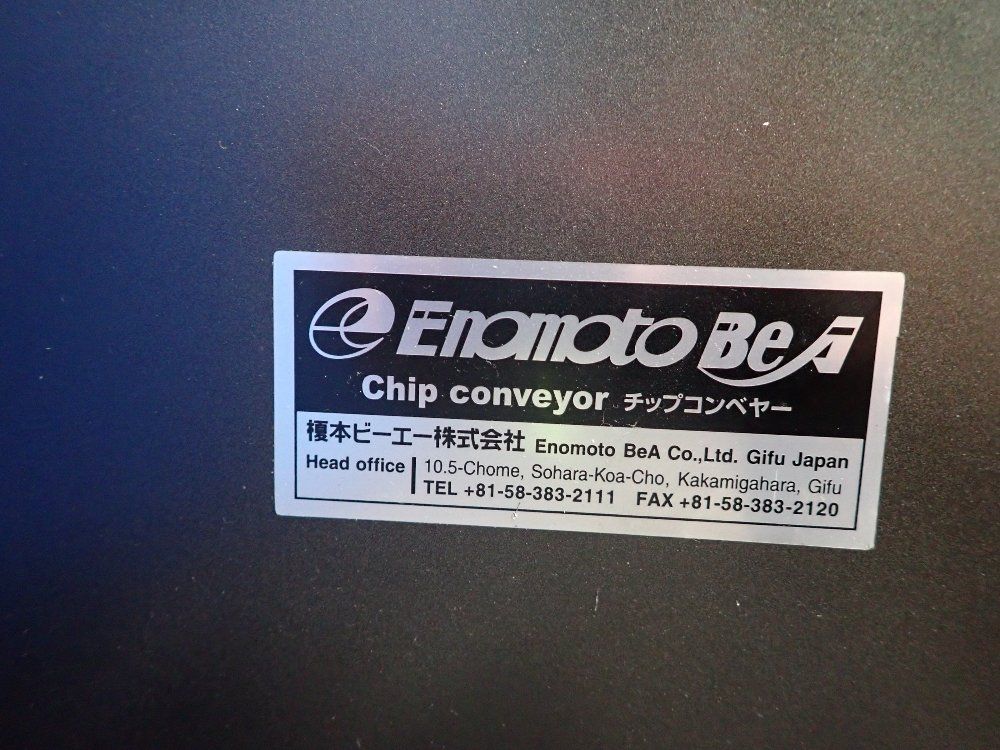 e Enomoto BeA
Chip conveyor チップコンベヤー
榎本ビーエー株式会社 Enomoto BeA Co.,Ltd. Gifu Japan
Head office 10.5-Chome, Sohara-Koa-Cho, Kakamigahara, Gifu
TEL +81-58-383-2111 FAX +81-58-383-2120